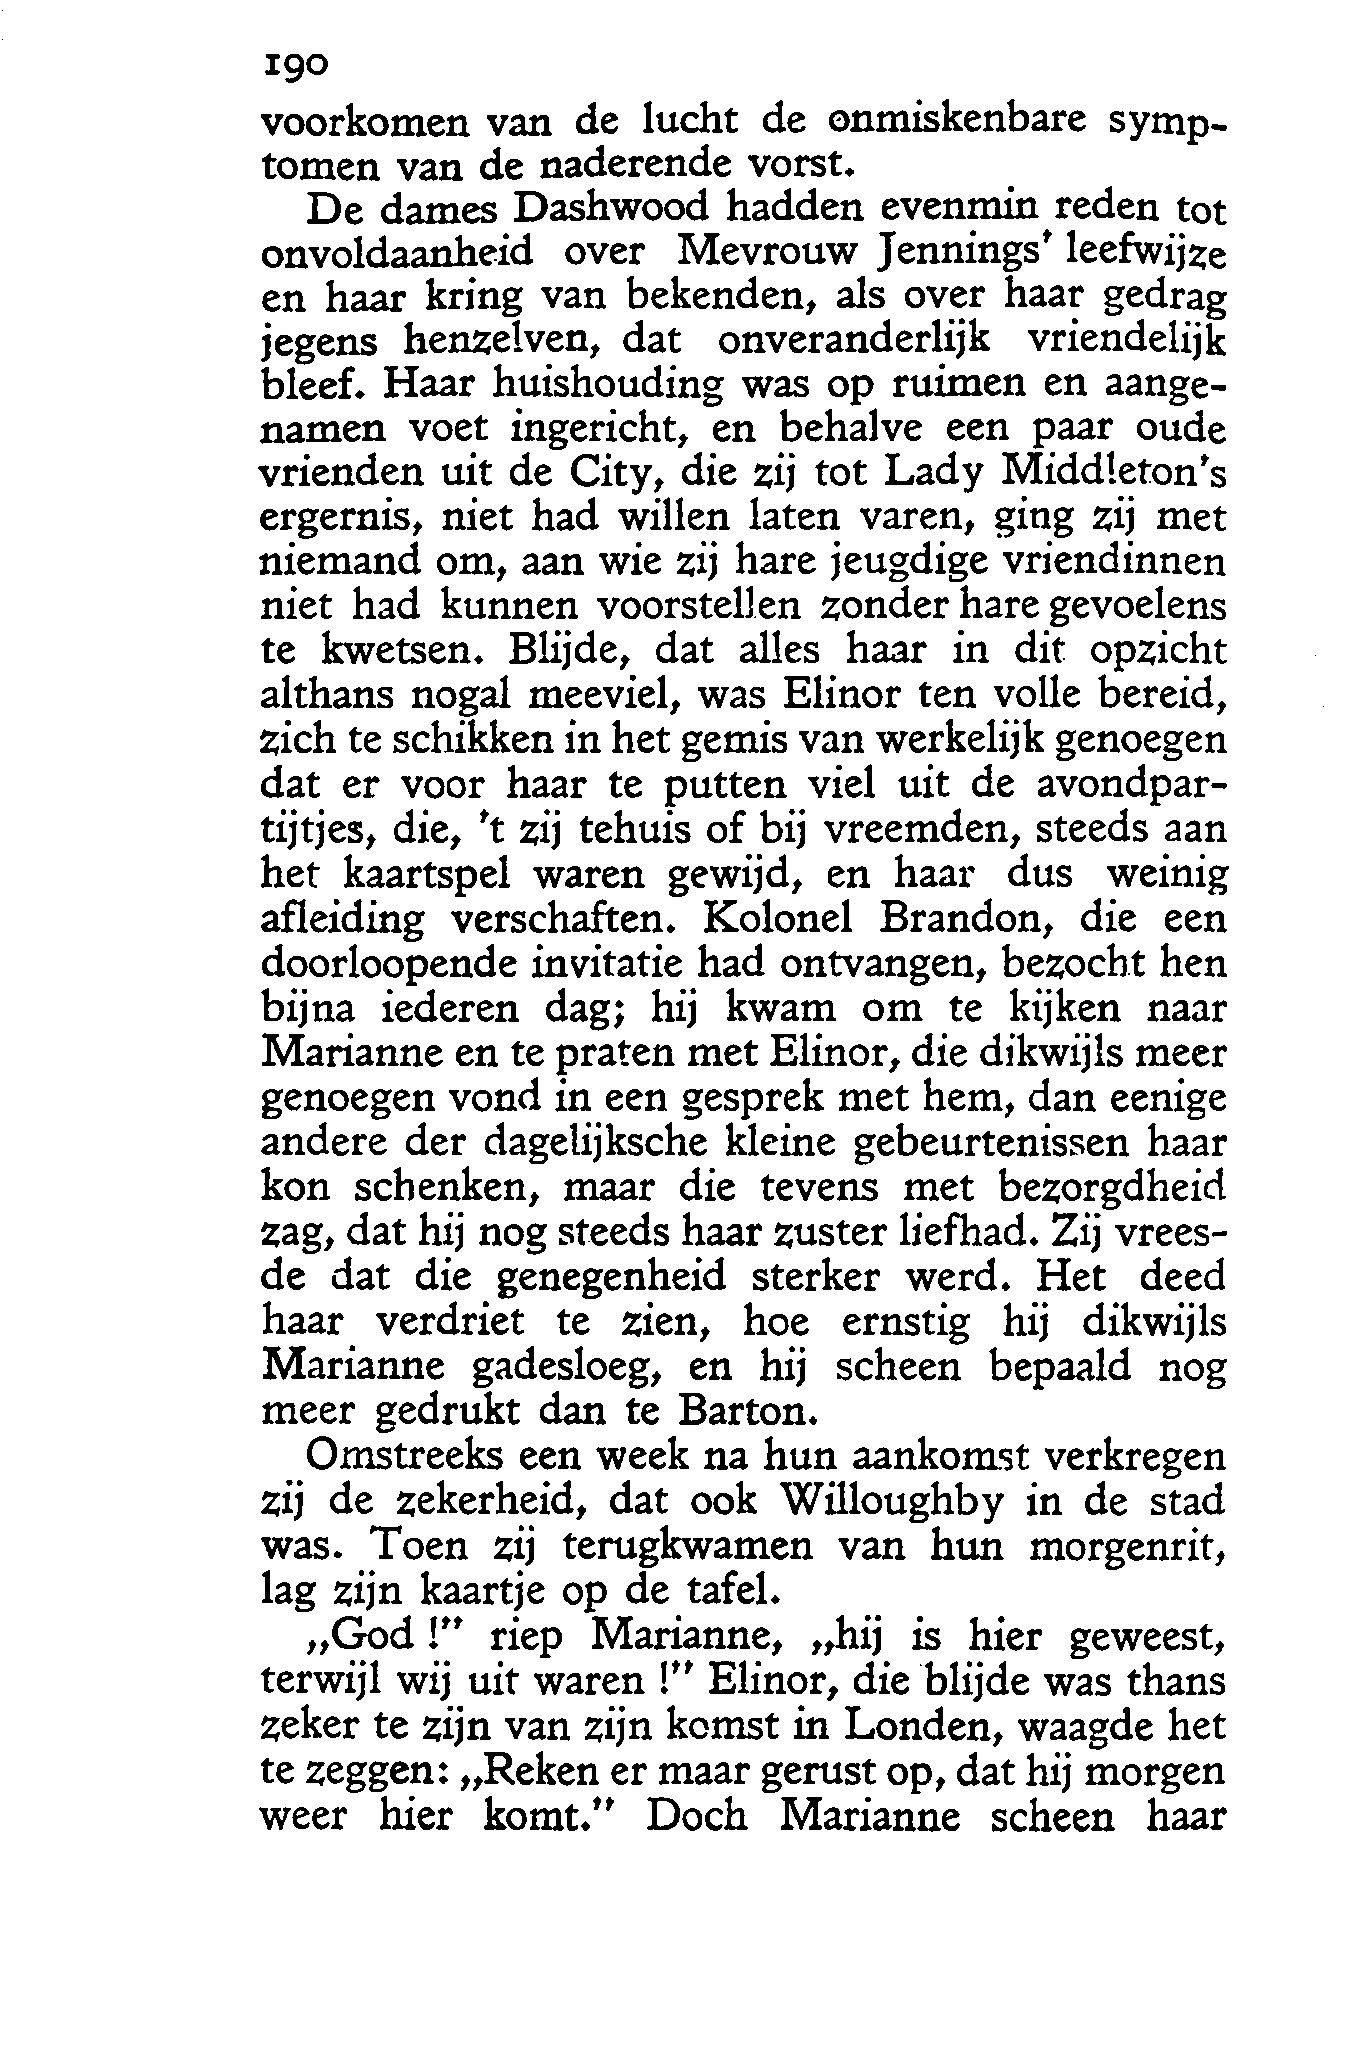 190
voorkomen van de lucht de onmiskenbare symp-
tomen van de naderende vorst.
De dames Dashwood hadden evenmin reden tot
onvoldaanheid over Mevrouw Jennings' leefwijze
en haar kring van bekenden, als over haar gedrag
jegens henzelven, dat onveranderlijk vriendelijk
bleef. Haar huishouding was op ruimen en aange-
namen voet ingericht, en behalve een paar oude
vrienden uit de City, die zij tot Lady Middleton's
ergernis, niet had willen laten varen, ging zij met
niemand om, aan wie zij hare jeugdige vriendinnen
niet had kunnen voorstellen zonder hare gevoelens
te kwetsen. Blijde, dat alles haar in dit opzicht
althans nogal meeviel, was Elinor ten volle bereid,
zich te schikken in het gemis van werkelijk genoegen
dat er voor haar te putten viel uit de avondpar-
tijtjes, die, 't zij tehuis of bij vreemden, steeds aan
het kaartspel waren gewijd, en haar dus weinig
afleiding verschaften. Kolonel Brandon, die een
doorloopende invitatie had ontvangen, bezocht hen
bijna iederen dag; hij kwam om te kijken naar
Marianne en te praten met Elinor, die dikwijls meer
genoegen vond in een gesprek met hem, dan eenige
andere der dagelijksche kleine gebeurtenissen haar
kon schenken, maar die tevens met bezorgdheid
zag, dat hij nog steeds haar zuster liefhad. Zij vrees-
de dat die genegenheid sterker werd. Het deed
haar verdriet te zien, hoe ernstig hij dikwijls
Marianne gadesloeg, en hij scheen bepaald nog
meer gedrukt dan te Barton.
Omstreeks een week na hun aankomst verkregen
zij de zekerheid, dat ook Willoughby in de stad
was. Toen zij terugkwamen van hun morgenrit,
lag zijn kaartje op de tafel.
„God !” riep Marianne, „hij is hier geweest,
terwijl wij uit waren !” Elinor, die blijde was thans
zeker te zijn van zijn komst in Londen, waagde het
te zeggen: „Reken er maar gerust op, dat hij morgen
weer hier komt.” Doch Marianne scheen haar